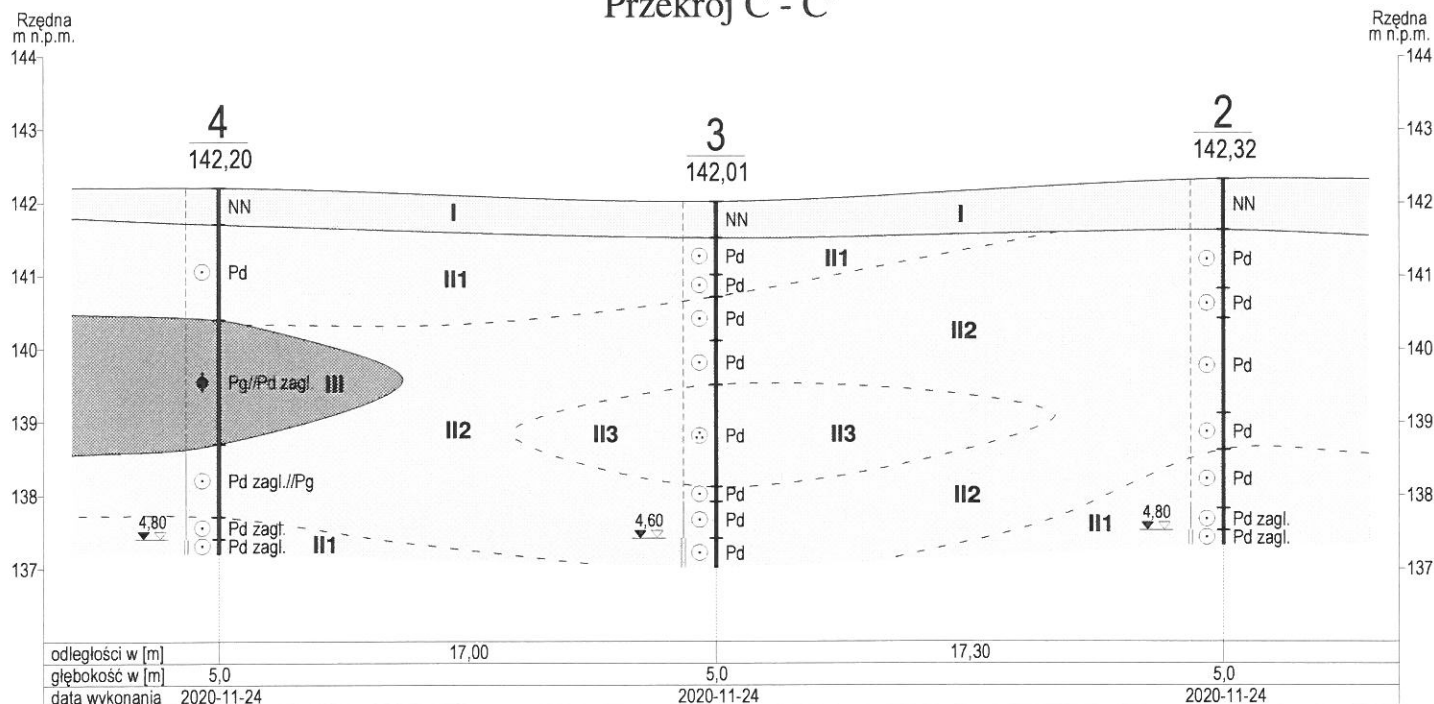 Przekrój C - C'
Rzędna
m n.p.m.
Rzędna
m n.p.m.
144
143
142
141
140
139
138
137
144
143
142
141
140
139
138
137
4
142,20
3
142,01
2
142,32
NN
I
NN
I
NN
Pd
II1
Pd
II1
Pd
Pd
Pd
Pd
II2
Pd
Pd
Pg//Pd zagl. III
II2
II3
Pd
II3
Pd
Pd zagl.//Pg
Pd
II2
Pd
4,80
Pd zagl.
Pd zagl.
II1
4,60
Pd
Pd
II1
4,80
Pd zagl.
Pd zagl.
odległości w [m] 17,00 17,30
głębokość w [m] 5,0 5,0 5,0
data wykonania 2020-11-24 2020-11-24 2020-11-24